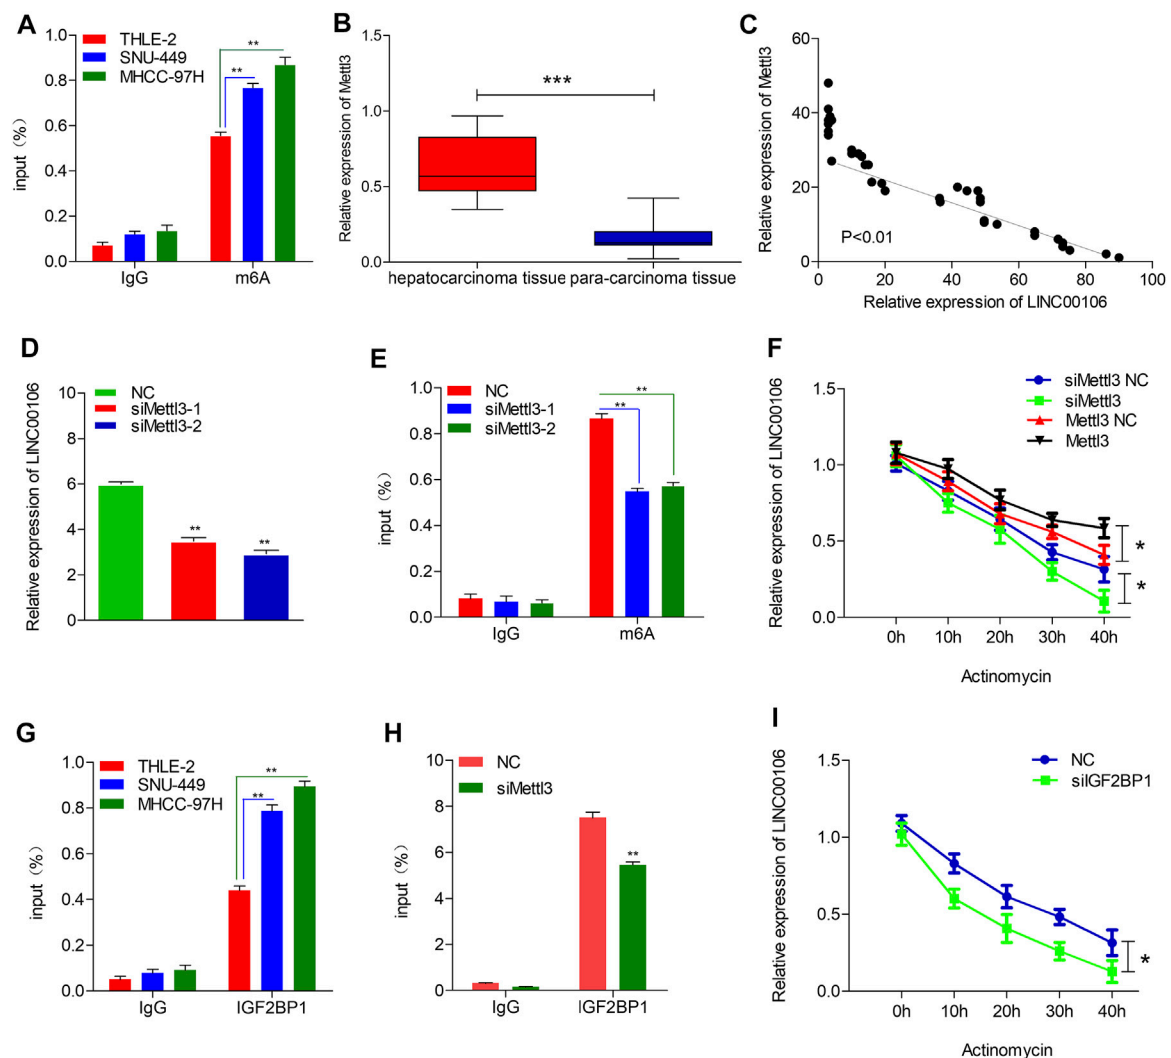 A
THLE-2
SNU-449
MHCC-97H
input (%)
1.0
0.8
0.6
0.4
0.2
0.0
**
**
IgG
m6A
B
Relative expression of Mettl3
1.5
1.0
0.5
0.0
***
hepatocarcinoma tissue
para-carcinoma tissue
C
Relative expression of Mettl3
60
40
20
0
P<0.01
0
20
40
60
80
100
Relative expression of LINC00106
D
NC
siMettl3-1
siMettl3-2
Relative expression of LINC00106
10
8
6
4
2
0
**
**
E
NC
siMettl3-1
siMettl3-2
input (%)
1.0
0.8
0.6
0.4
0.2
0.0
**
**
IgG
m6A
F
siMettl3 NC
siMettl3
Mettl3 NC
Mettl3
Relative expression of LINC00106
1.5
1.0
0.5
0.0
*
*
0h
10h
20h
30h
40h
Actinomycin
G
THLE-2
SNU-449
MHCC-97H
input (%)
1.0
0.8
0.6
0.4
0.2
0.0
**
**
IgG
IGF2BP1
H
NC
siMettl3
input (%)
10
8
6
4
2
0
**
IgG
IGF2BP1
I
NC
siIGF2BP1
Relative expression of LINC00106
1.5
1.0
0.5
0.0
*
0h
10h
20h
30h
40h
Actinomycin